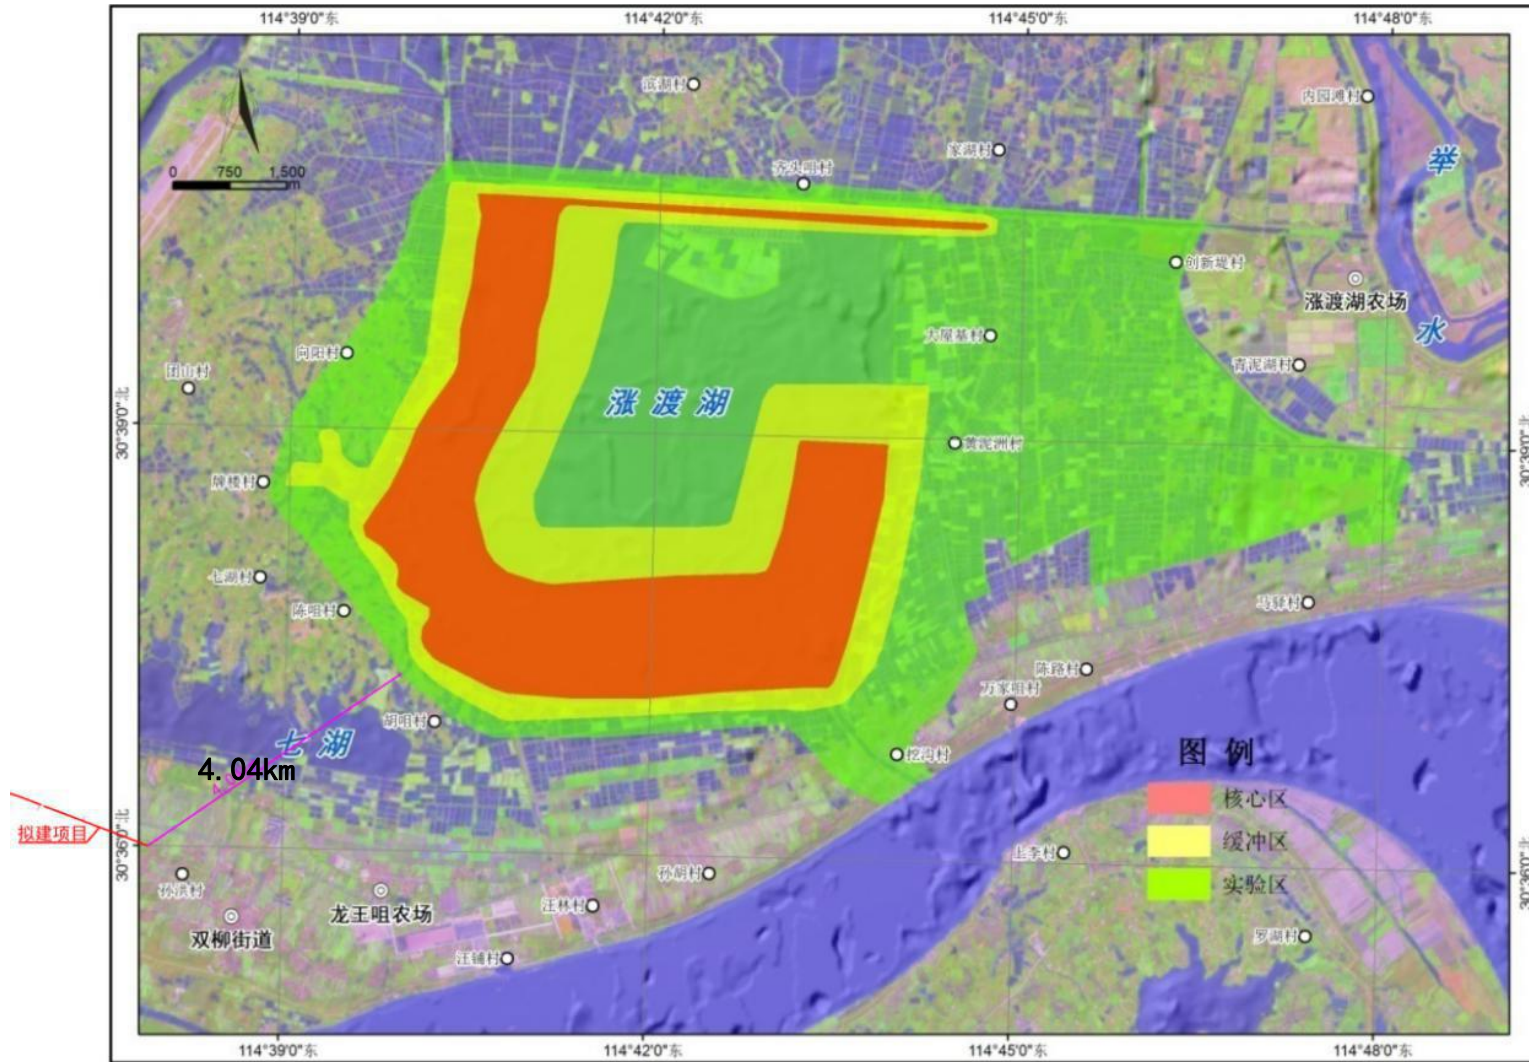 114°39'0"东
114°42'0"东
114°45'0"东
114°48'0"东
滨湖村
内园滩村
家湖村
齐头咀村
举
0 750 1,500
m
创新堤村
涨渡湖农场
水
大屋基村
向阳村
青泥湖村
团山村
涨渡湖
30°39'0"北
30°39'0"北
黄泥洲村
牌楼村
七湖村
陈咀村
马驿村
陈路村
万家咀村
胡咀村
七湖
挖沟村
图例
4.04km
核心区
拟建项目
缓冲区
30°36'0"北
30°36'0"北
上李村
孙洪村
孙胡村
实验区
龙王咀农场
汪林村
双柳街道
罗湖村
汪铺村
114°39'0"东
114°42'0"东
114°45'0"东
114°48'0"东